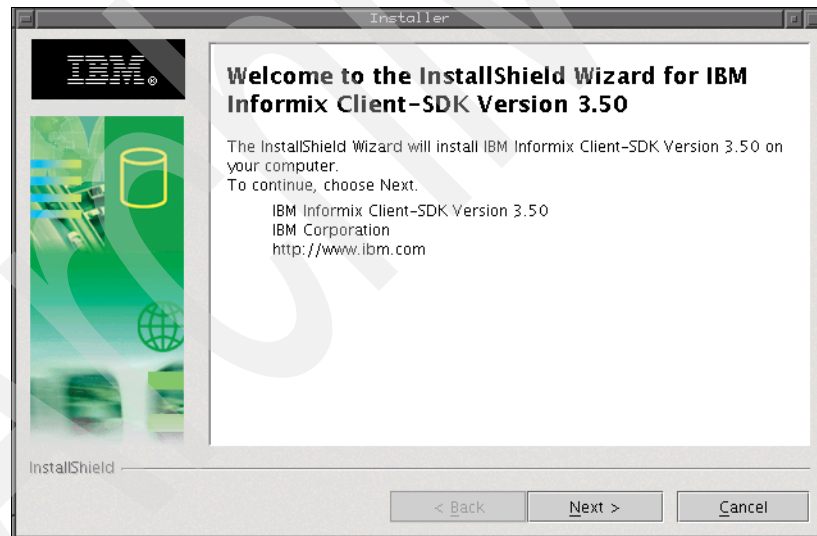 Installer
IBM®
Welcome to the InstallShield Wizard for IBM
Informix Client-SDK Version 3.50
The InstallShield Wizard will install IBM Informix Client-SDK Version 3.50 on
your computer.
To continue, choose Next.
IBM Informix Client-SDK Version 3.50
IBM Corporation
http://www.ibm.com
InstallShield
< Back
Next >
Cancel